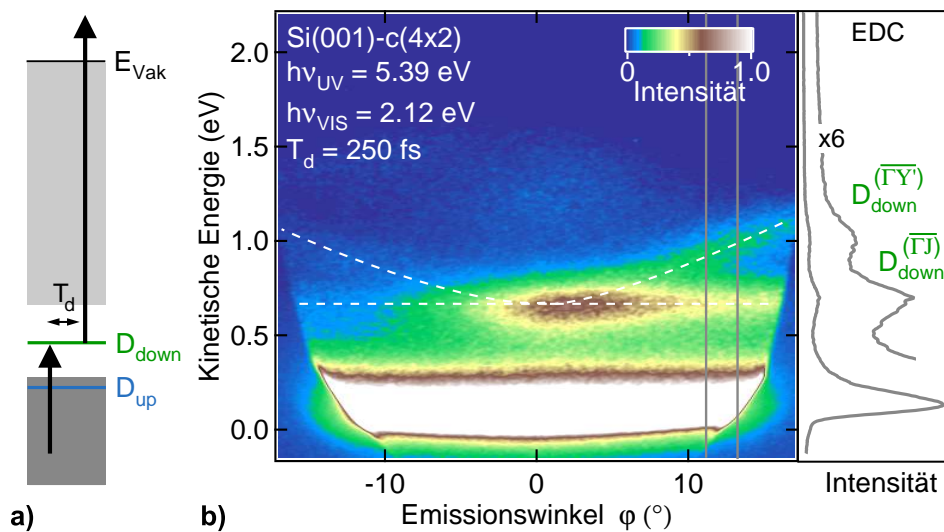 E_Vak
T_d
D_down
D_up
a)
Si(001)-c(4x2)
hν_UV = 5.39 eV
hν_VIS = 2.12 eV
T_d = 250 fs
0 1.0
Intensität
2.0
1.5
1.0
0.5
0.0
Kinetische Energie (eV)
-10 0 10
Emissionswinkel φ (°)
b)
EDC
x6
D_down^(ΓY')
D_down^(ΓJ)
Intensität